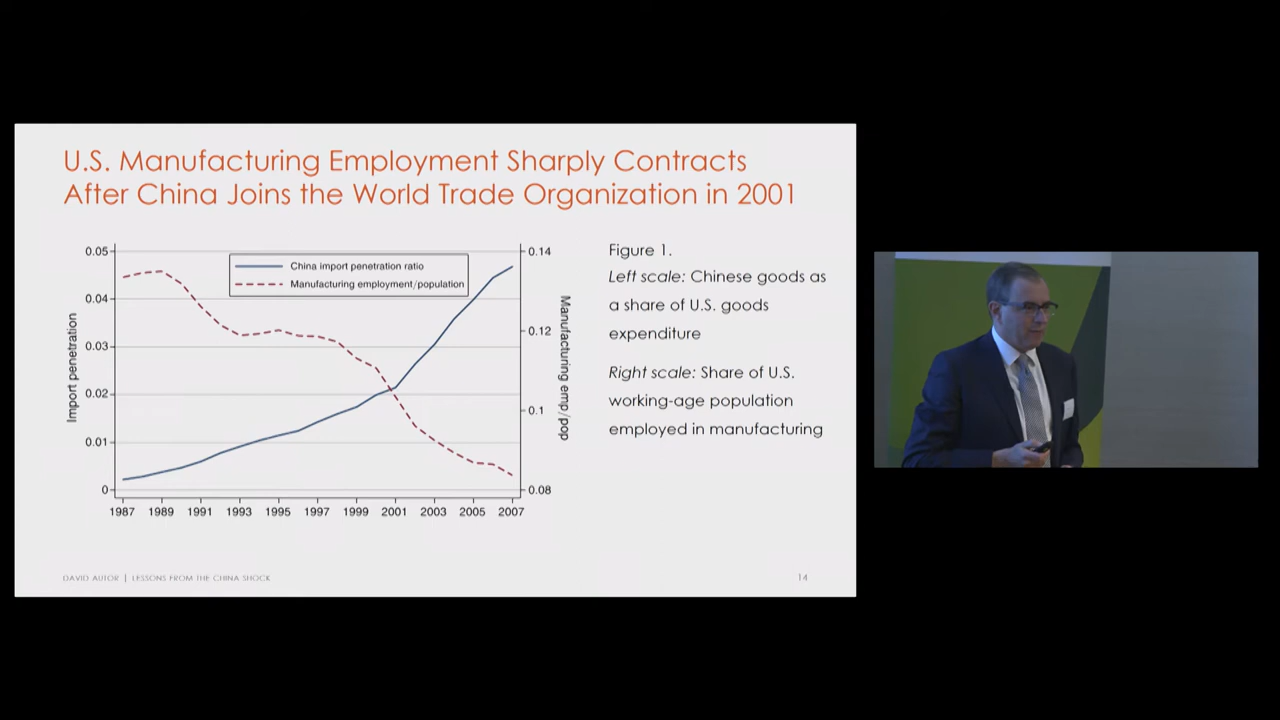 U.S. Manufacturing Employment Sharply Contracts
After China Joins the World Trade Organization in 2001
0.05
0.04
0.03
0.02
0.01
0
Import penetration
China import penetration ratio
Manufacturing employment/population
0.14
0.12
0.1
0.08
Manufacturing emp/pop
1987 1989 1991 1993 1995 1997 1999 2001 2003 2005 2007
Figure 1.
Left scale: Chinese goods as
a share of U.S. goods
expenditure
Right scale: Share of U.S.
working-age population
employed in manufacturing
DAVID AUTOR | LESSONS FROM THE CHINA SHOCK
14